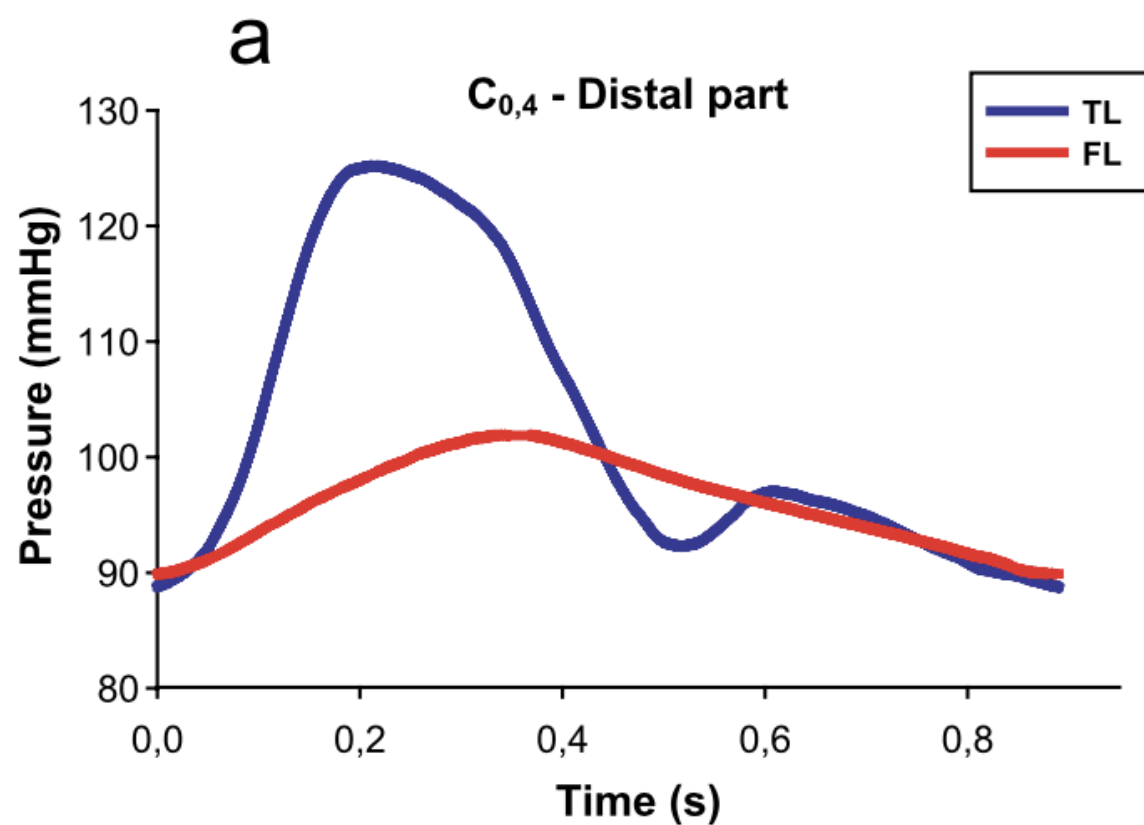 a
C0,4 - Distal part
TL
FL
Pressure (mmHg)
130
120
110
100
90
80
0,0 0,2 0,4 0,6 0,8
Time (s)